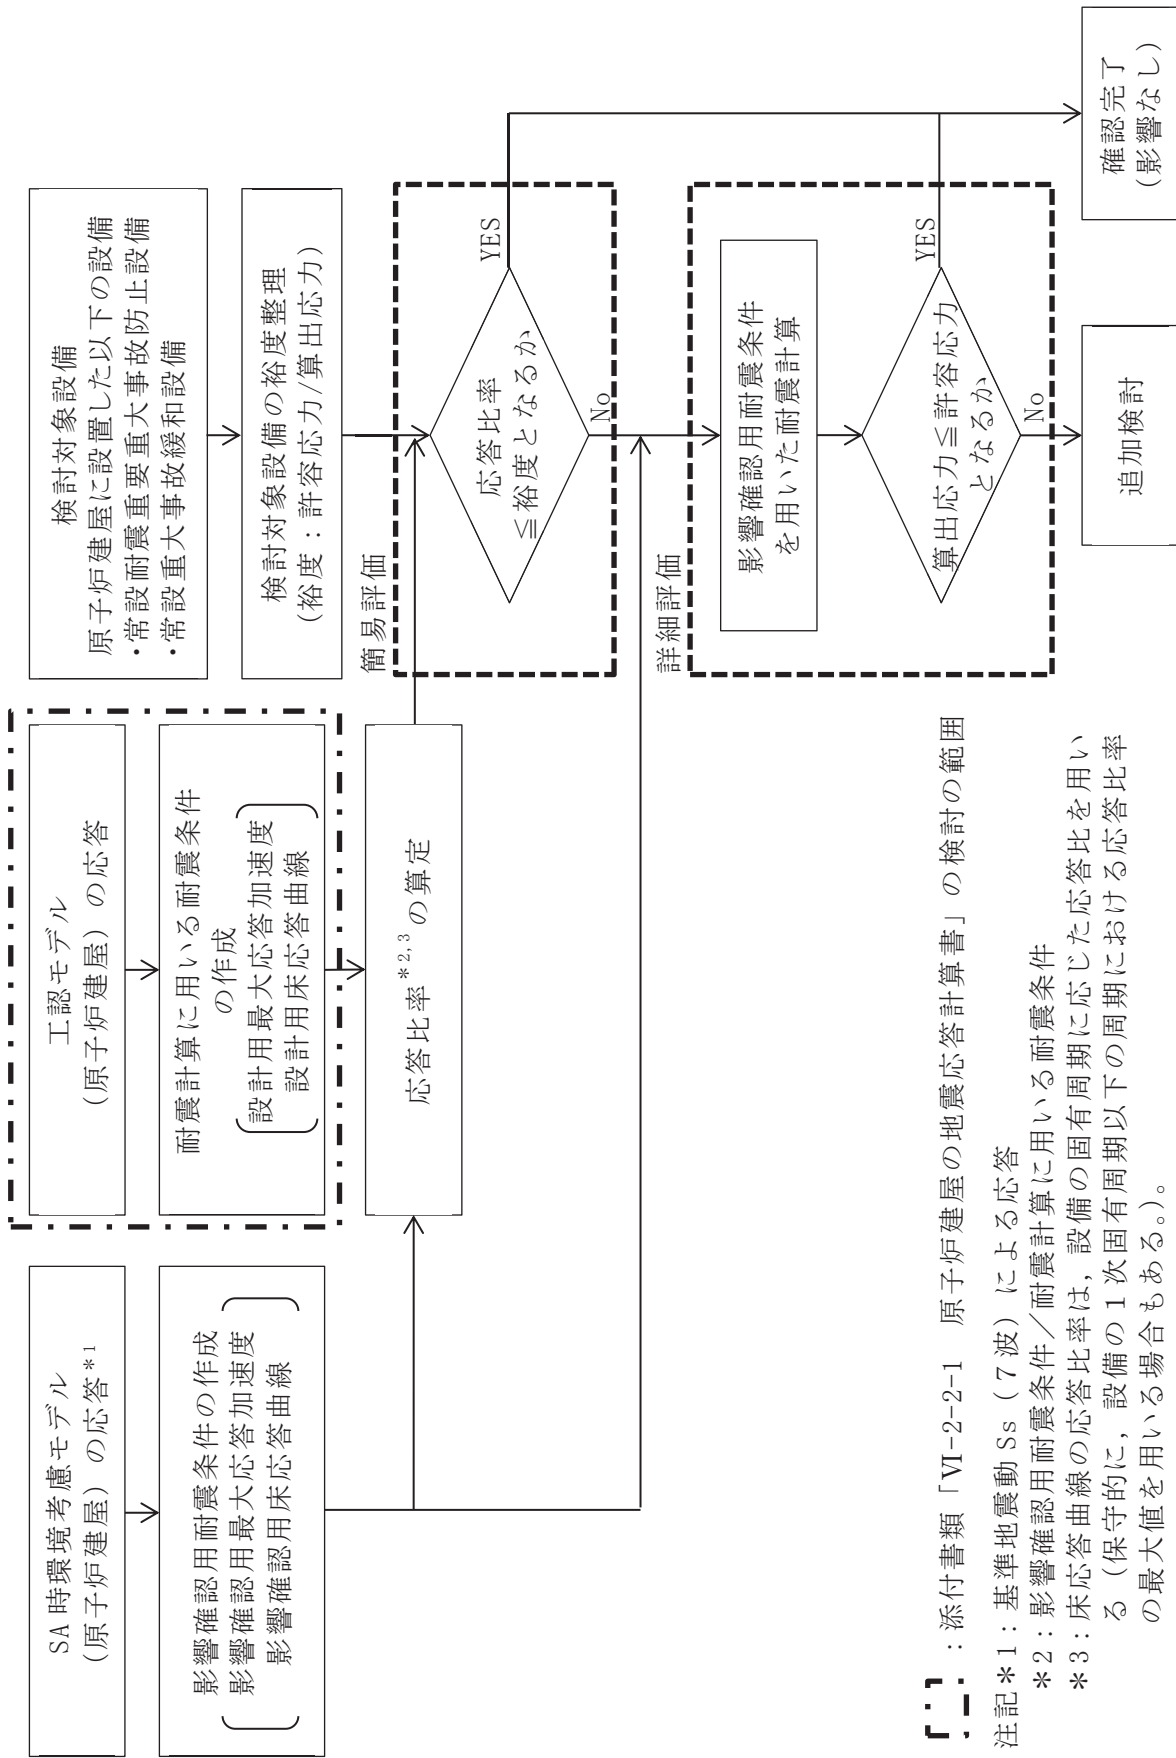 SA 時環境考慮モデル
(原子炉建屋) の応答*1
影響確認用耐震条件の作成
影響確認用最大応答加速度
影響確認用床応答曲線
工認モデル
(原子炉建屋) の応答
耐震計算に用いる耐震条件
の作成
設計用最大応答加速度
設計用床応答曲線
応答比率*2,3 の算定
検討対象設備
原子炉建屋に設置した以下の設備
・常設耐震重要重大事故防止設備
・常設重大事故緩和設備
検討対象設備の裕度整理
(裕度：許容応力/算出応力)
簡易評価
応答比率
≦裕度となるか
YES
No
詳細評価
影響確認用耐震条件
を用いた耐震計算
算出応力≦許容応力
となるか
YES
No
追加検討
確認完了
(影響なし)
：添付書類「Ⅵ-2-2-1　原子炉建屋の地震応答計算書」の検討の範囲
注記＊1：基準地震動 Ss（７波）による応答
＊2：影響確認用耐震条件／耐震計算に用いる耐震条件
＊3：床応答曲線の応答比率は，設備の固有周期に応じた応答比を用い
る（保守的に，設備の１次固有周期以下の周期における応答比率
の最大値を用いる場合もある。）。